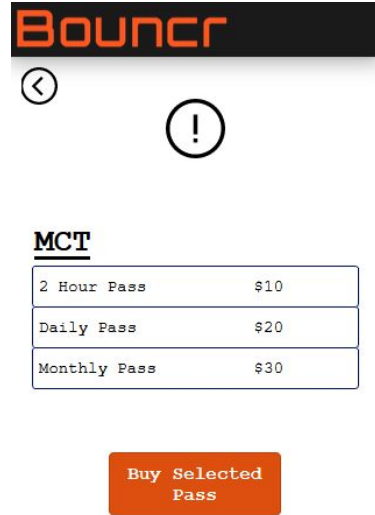 Bouncr
!
MCT
2 Hour Pass $10
Daily Pass $20
Monthly Pass $30
Buy Selected
Pass